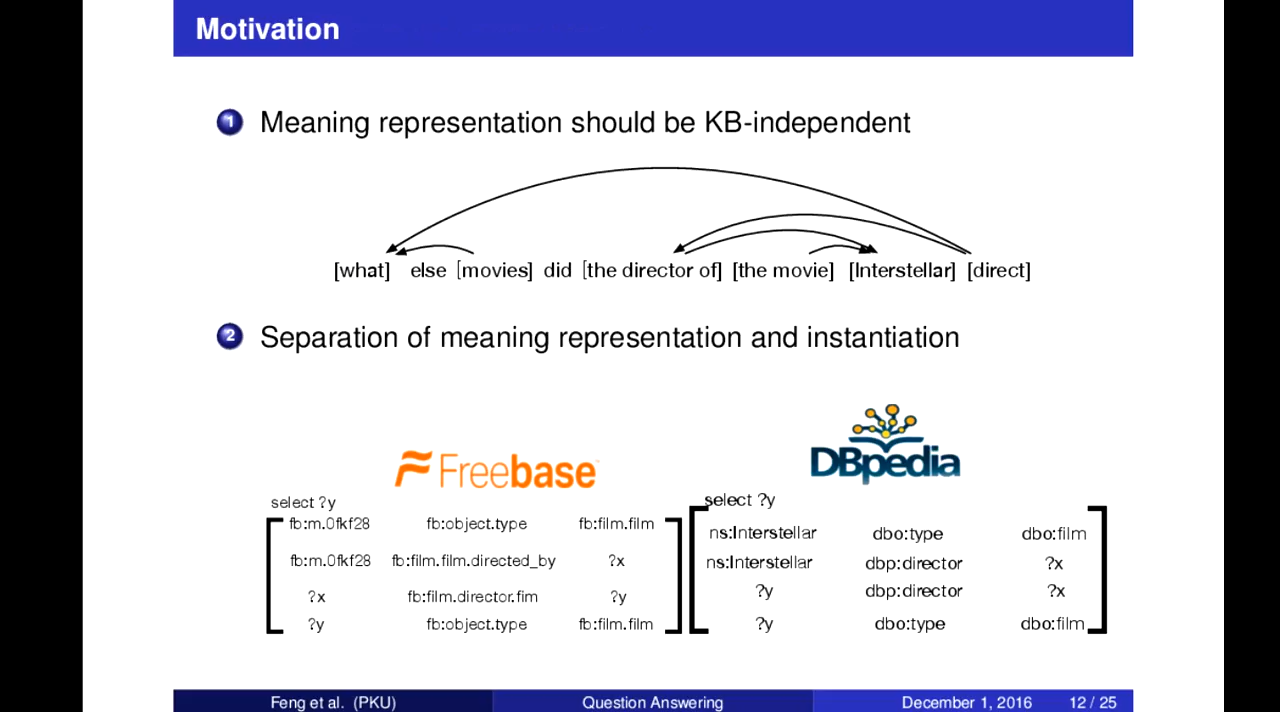 Motivation
1 Meaning representation should be KB-independent
[what] else [movies] did [the director of] [the movie] [Interstellar] [direct]
2 Separation of meaning representation and instantiation
Freebase
select ?y
fb:m.0fkf28 fb:object.type fb:film.film
fb:m.0fkf28 fb:film.film.directed_by ?x
?x fb:film.director.fim ?y
?y fb:object.type fb:film.film
DBpedia
select ?y
ns:Interstellar dbo:type dbo:film
ns:Interstellar dbp:director ?x
?y dbp:director ?x
?y dbo:type dbo:film
Feng et al. (PKU) Question Answering December 1, 2016 12 / 25